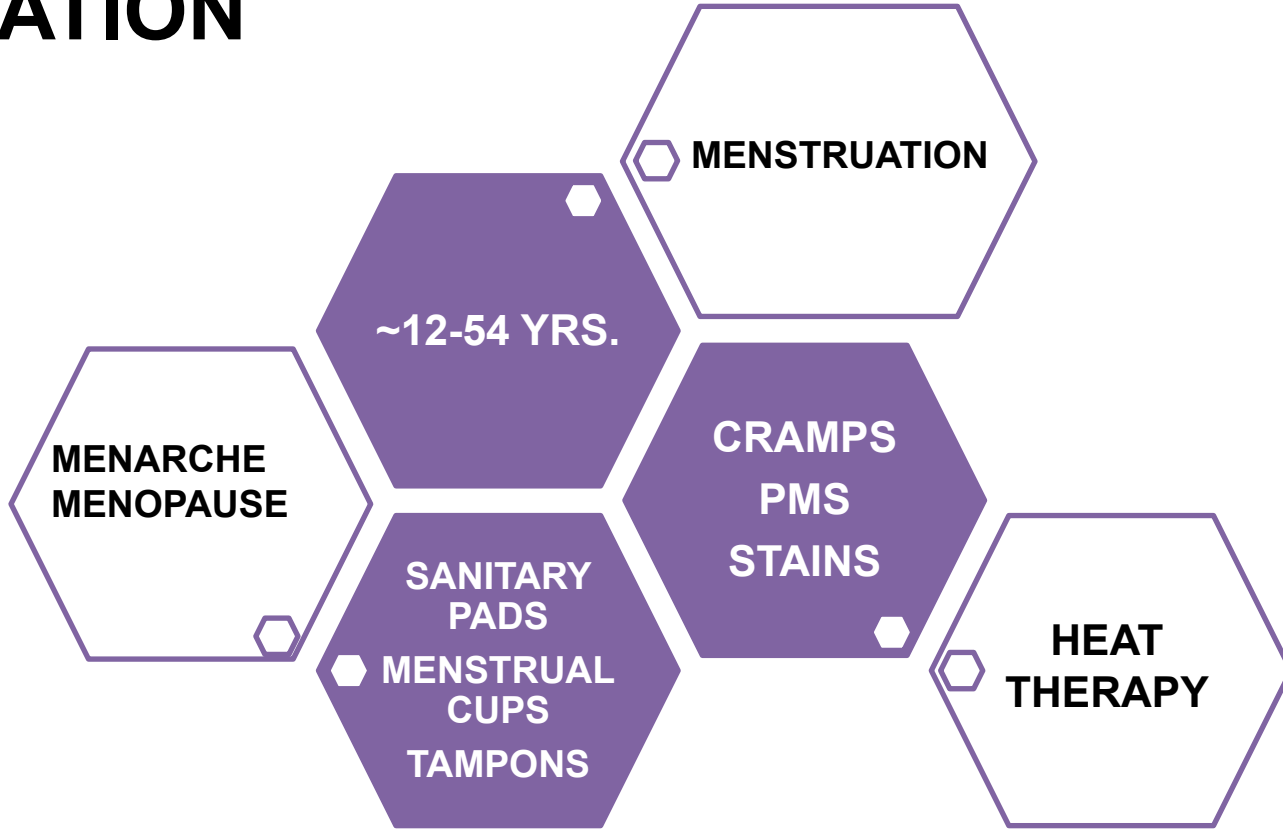 ATION
MENSTRUATION
~12-54 YRS.
MENARCHE
MENOPAUSE
CRAMPS
PMS
STAINS
SANITARY
PADS
MENSTRUAL
CUPS
TAMPONS
HEAT
THERAPY